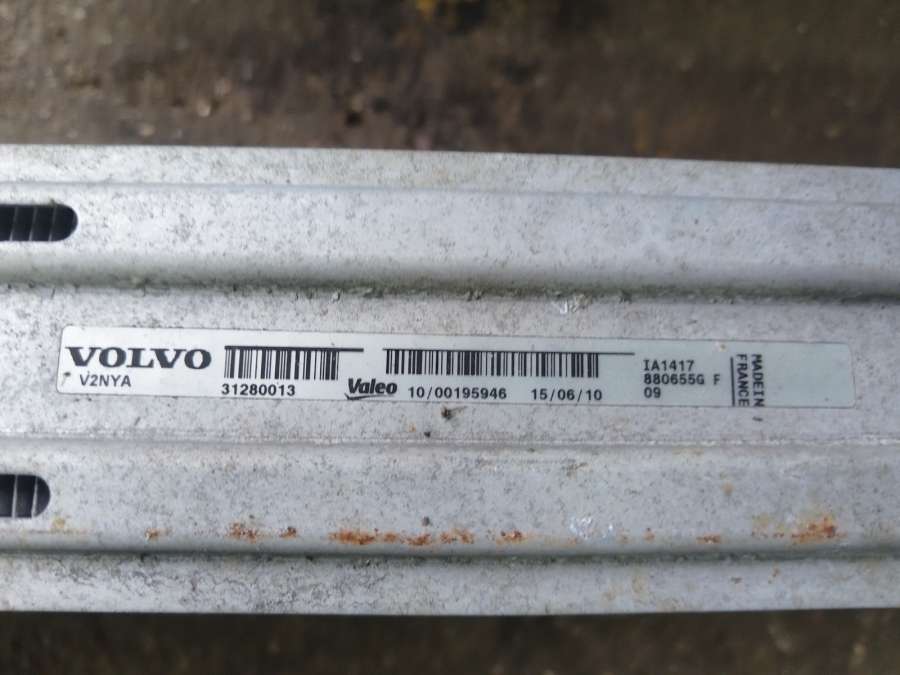 VOLVO
V2NYA
31280013
Valeo
10/00195946 15/06/10
IA1417
880655G F
09
MADE IN
FRANCE